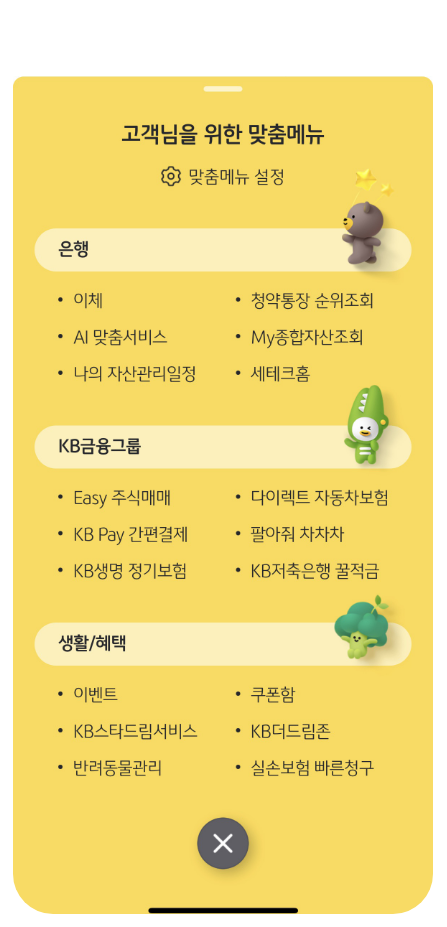 고객님을 위한 맞춤메뉴
맞춤메뉴 설정
은행
• 이체
• 청약통장 순위조회
• AI 맞춤서비스
• My종합자산조회
• 나의 자산관리일정
• 세테크홈
KB금융그룹
• Easy 주식매매
• 다이렉트 자동차보험
• KB Pay 간편결제
• 팔아줘 차차차
• KB생명 정기보험
• KB저축은행 꿀적금
생활/혜택
• 이벤트
• 쿠폰함
• KB스타드림서비스
• KB더드림존
• 반려동물관리
• 실손보험 빠른청구